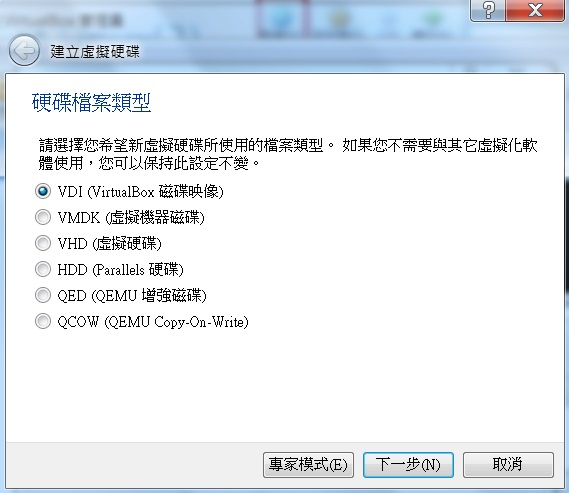 建立虛擬硬碟
硬碟檔案類型
請選擇您希望新虛擬硬碟所使用的檔案類型。 如果您不需要與其它虛擬化軟
體使用，您可以保持此設定不變。
VDI (VirtualBox 磁碟映像)
VMDK (虛擬機器磁碟)
VHD (虛擬硬碟)
HDD (Parallels 硬碟)
QED (QEMU 增強磁碟)
QCOW (QEMU Copy-On-Write)
專家模式(E) 下一步(N) 取消